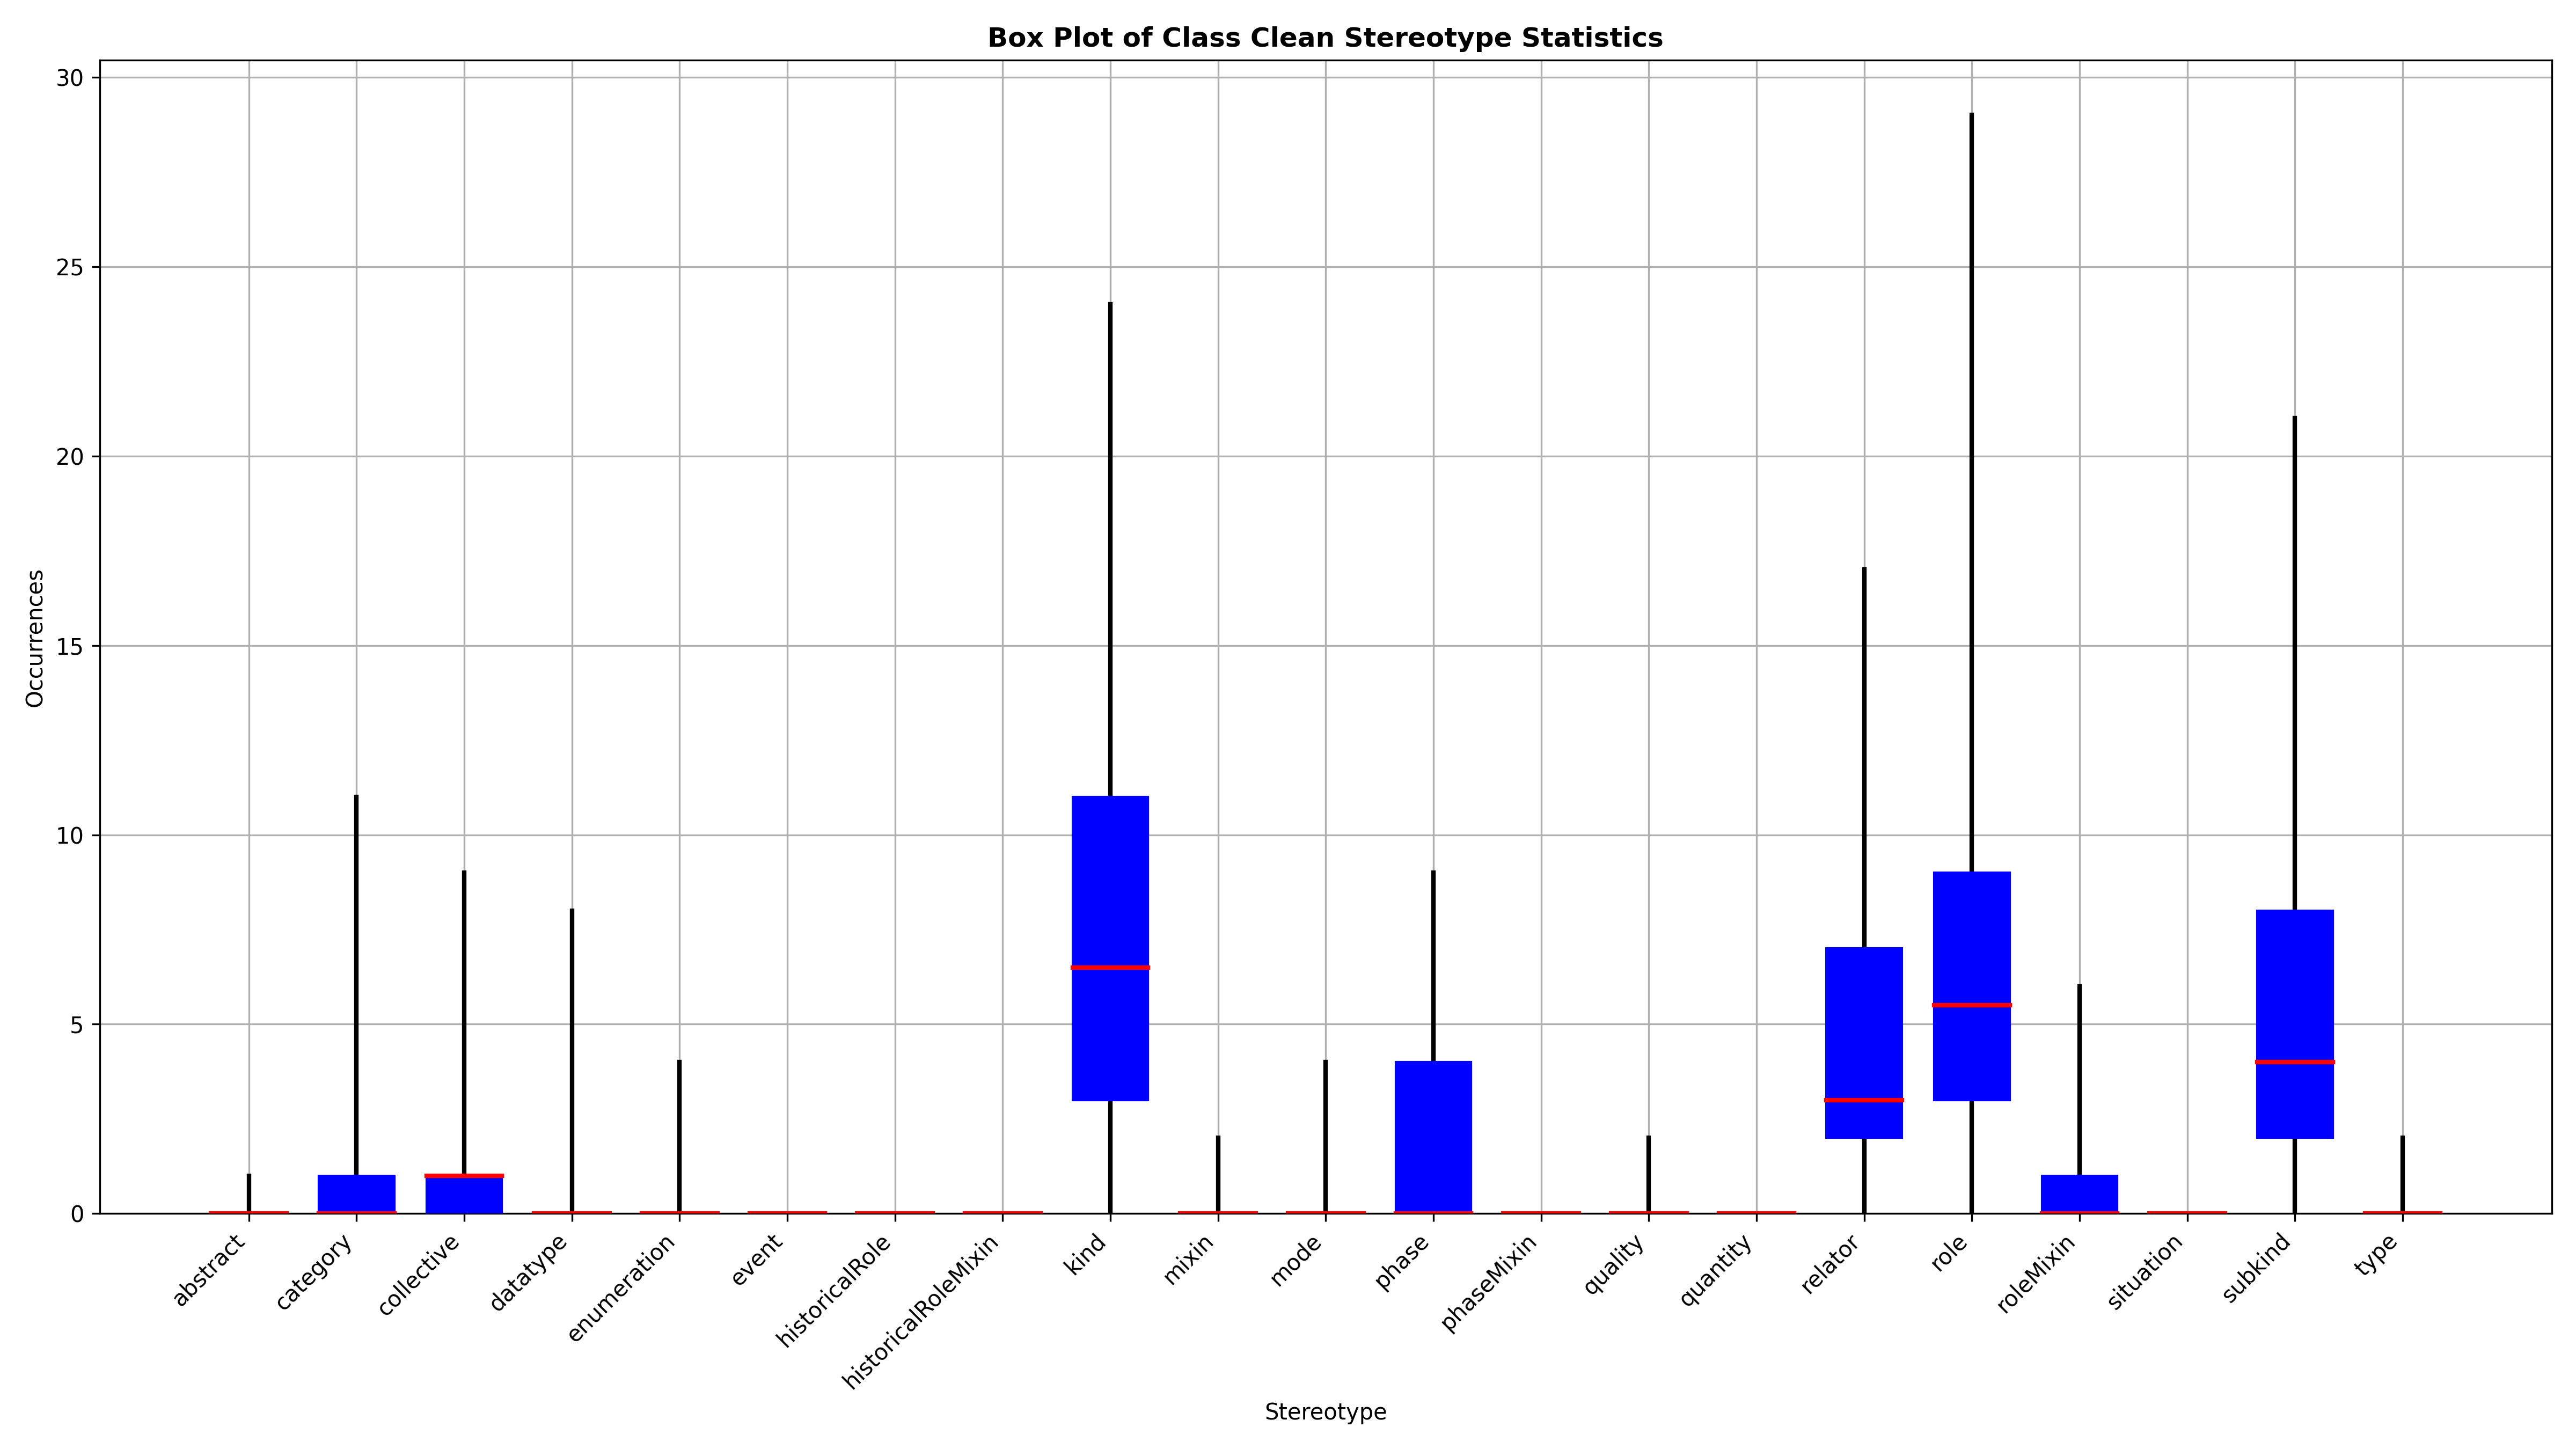 Box Plot of Class Clean Stereotype Statistics
30
25
20
15
10
5
0
Occurrences
abstract
category
collective
datatype
enumeration
event
historicalRole
historicalRoleMixin
kind
mixin
mode
phase
phaseMixin
quality
quantity
relator
role
roleMixin
situation
subkind
type
Stereotype